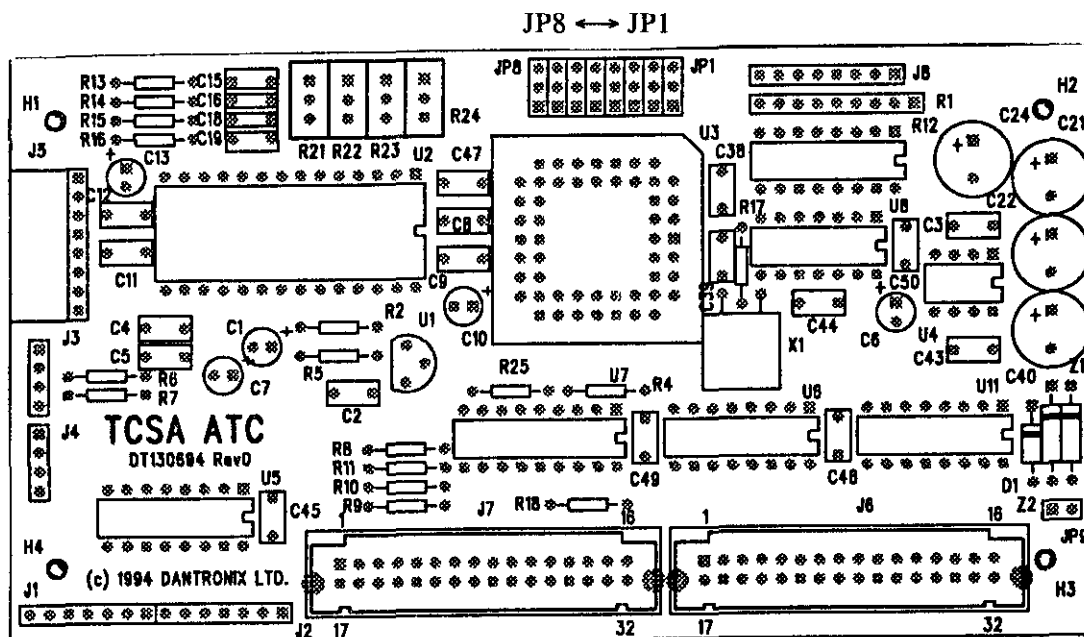 JP8 ⟷ JP1
JP8 JP1 J8
R13 C15
R14 C16
R15 C18
R16 C19
H1 R24 R1 H2
J5 C13 R21 R22 R23 U2 C47 U3 C38 R12 C24 C21
C12 C8 R17 U8 C3 C22
C11 C9 C39 C50
R2 U1 C10 C44 C6 U4
J3 C4 C1 X1 C43
C5 R5 C40 Z1
R6 C7 R25 U7 R4 U11
R7 C2 U6
J4 TCSA ATC
DT130694 RevD
R8
R11
R10
R9
U5 C45 J7 R18 C49 C48 J6 D1
1 16 1 16 Z2
JP9
H4
(c) 1994 DANTRONIX LTD.
J1 H3
J2 17 32 17 32